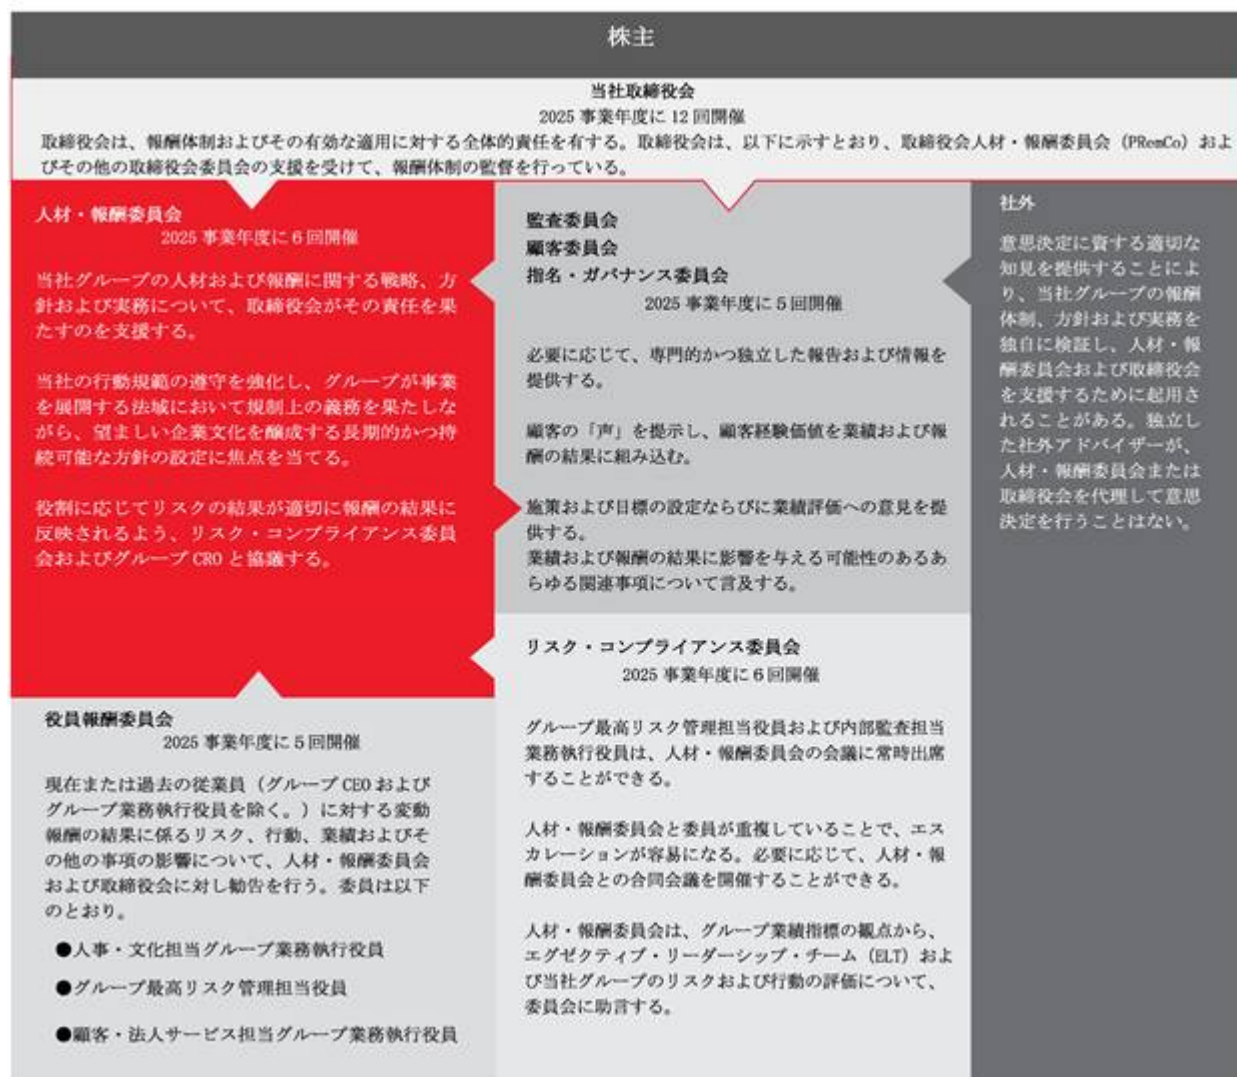 株主
当社取締役会
2025 事業年度に 12 回開催
取締役会は、報酬体制およびその有効な適用に対する全体的責任を有する。取締役会は、以下に示すとおり、取締役会人材・報酬委員会（PRemCo）およ
びその他の取締役会委員会の支援を受けて、報酬体制の監督を行っている。
人材・報酬委員会
2025 事業年度に 6 回開催
当社グループの人材および報酬に関する戦略、方
針および実務について、取締役会がその責任を果
たすのを支援する。
当社の行動規範の遵守を強化し、グループが事業
を展開する法域において規制上の義務を果たしな
がら、望ましい企業文化を醸成する長期的かつ持
続可能な方針の設定に焦点を当てる。
役割に応じてリスクの結果が適切に報酬の結果に
反映されるよう、リスク・コンプライアンス委員
会およびグループ CRO と協議する。
監査委員会
顧客委員会
指名・ガバナンス委員会
2025 事業年度に 5 回開催
必要に応じて、専門的かつ独立した報告および情報を
提供する。
顧客の「声」を提示し、顧客経験価値を業績および報
酬の結果に組み込む。
施策および目標の設定ならびに業績評価への意見を提
供する。
業績および報酬の結果に影響を与える可能性のあるあ
らゆる関連事項について言及する。
社外
意思決定に資する適切な
知見を提供することによ
り、当社グループの報酬
体制、方針および実務を
独自に検証し、人材・報
酬委員会および取締役会
を支援するために起用さ
れることがある。独立し
た社外アドバイザーが、
人材・報酬委員会または
取締役会を代理して意思
決定を行うことはない。
役員報酬委員会
2025 事業年度に 5 回開催
現在または過去の従業員（グループ CEO および
グループ業務執行役員を除く。）に対する変動
報酬の結果に係るリスク、行動、業績およびそ
の他の事項の影響について、人材・報酬委員会
および取締役会に対し勧告を行う。委員は以下
のとおり。
●人事・文化担当グループ業務執行役員
●グループ最高リスク管理担当役員
●顧客・法人サービス担当グループ業務執行役員
リスク・コンプライアンス委員会
2025 事業年度に 6 回開催
グループ最高リスク管理担当役員および内部監査担当
業務執行役員は、人材・報酬委員会の会議に常時出席
することができる。
人材・報酬委員会と委員が重複していることで、エス
カレーションが容易になる。必要に応じて、人材・報
酬委員会との合同会議を開催することができる。
人材・報酬委員会は、グループ業績指標の観点から、
エグゼクティブ・リーダーシップ・チーム（ELT）およ
び当社グループのリスクおよび行動の評価について、
委員会に助言する。